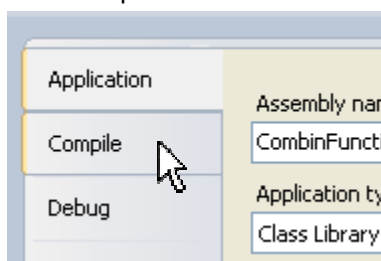 Application
Assembly nar
Compile
CombinFuncti
Application ty
Debug
Class Library